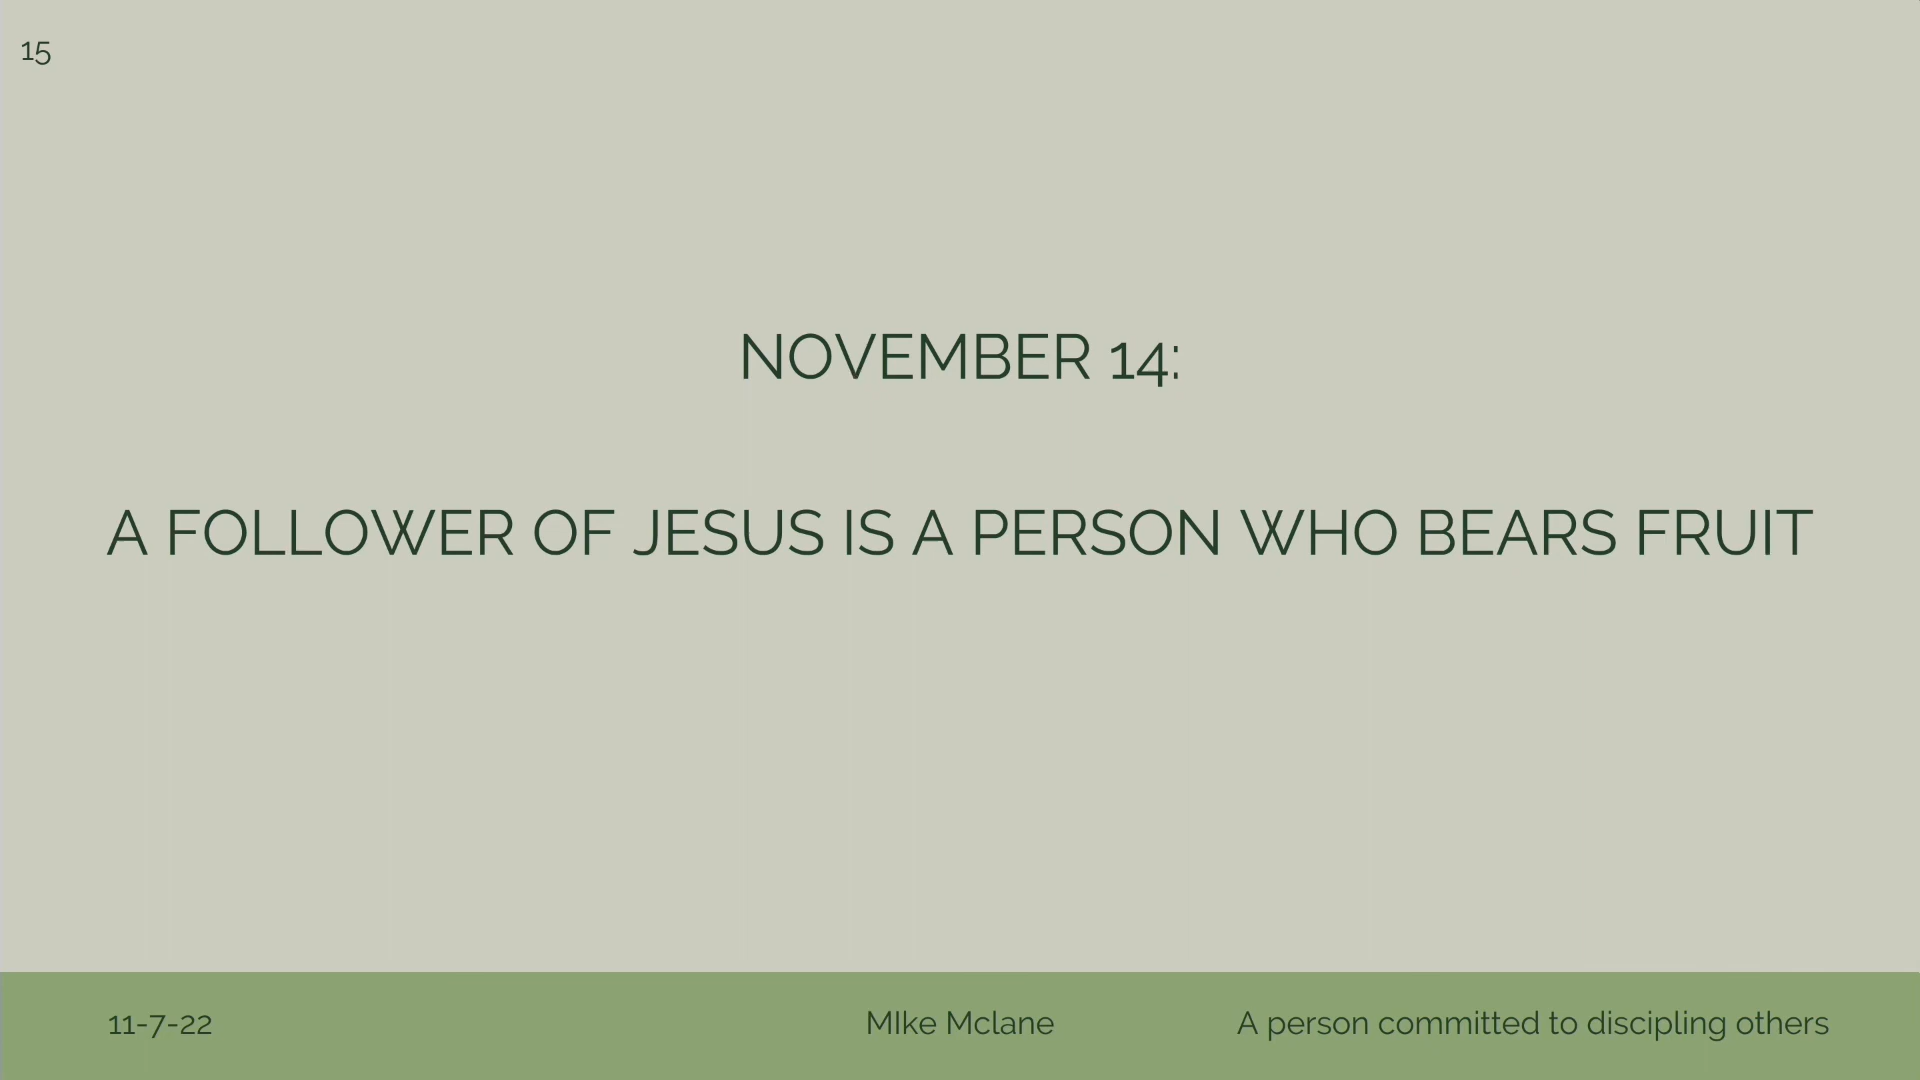 15
NOVEMBER 14:
A FOLLOWER OF JESUS IS A PERSON WHO BEARS FRUIT
11-7-22
MIke Mclane
A person committed to discipling others